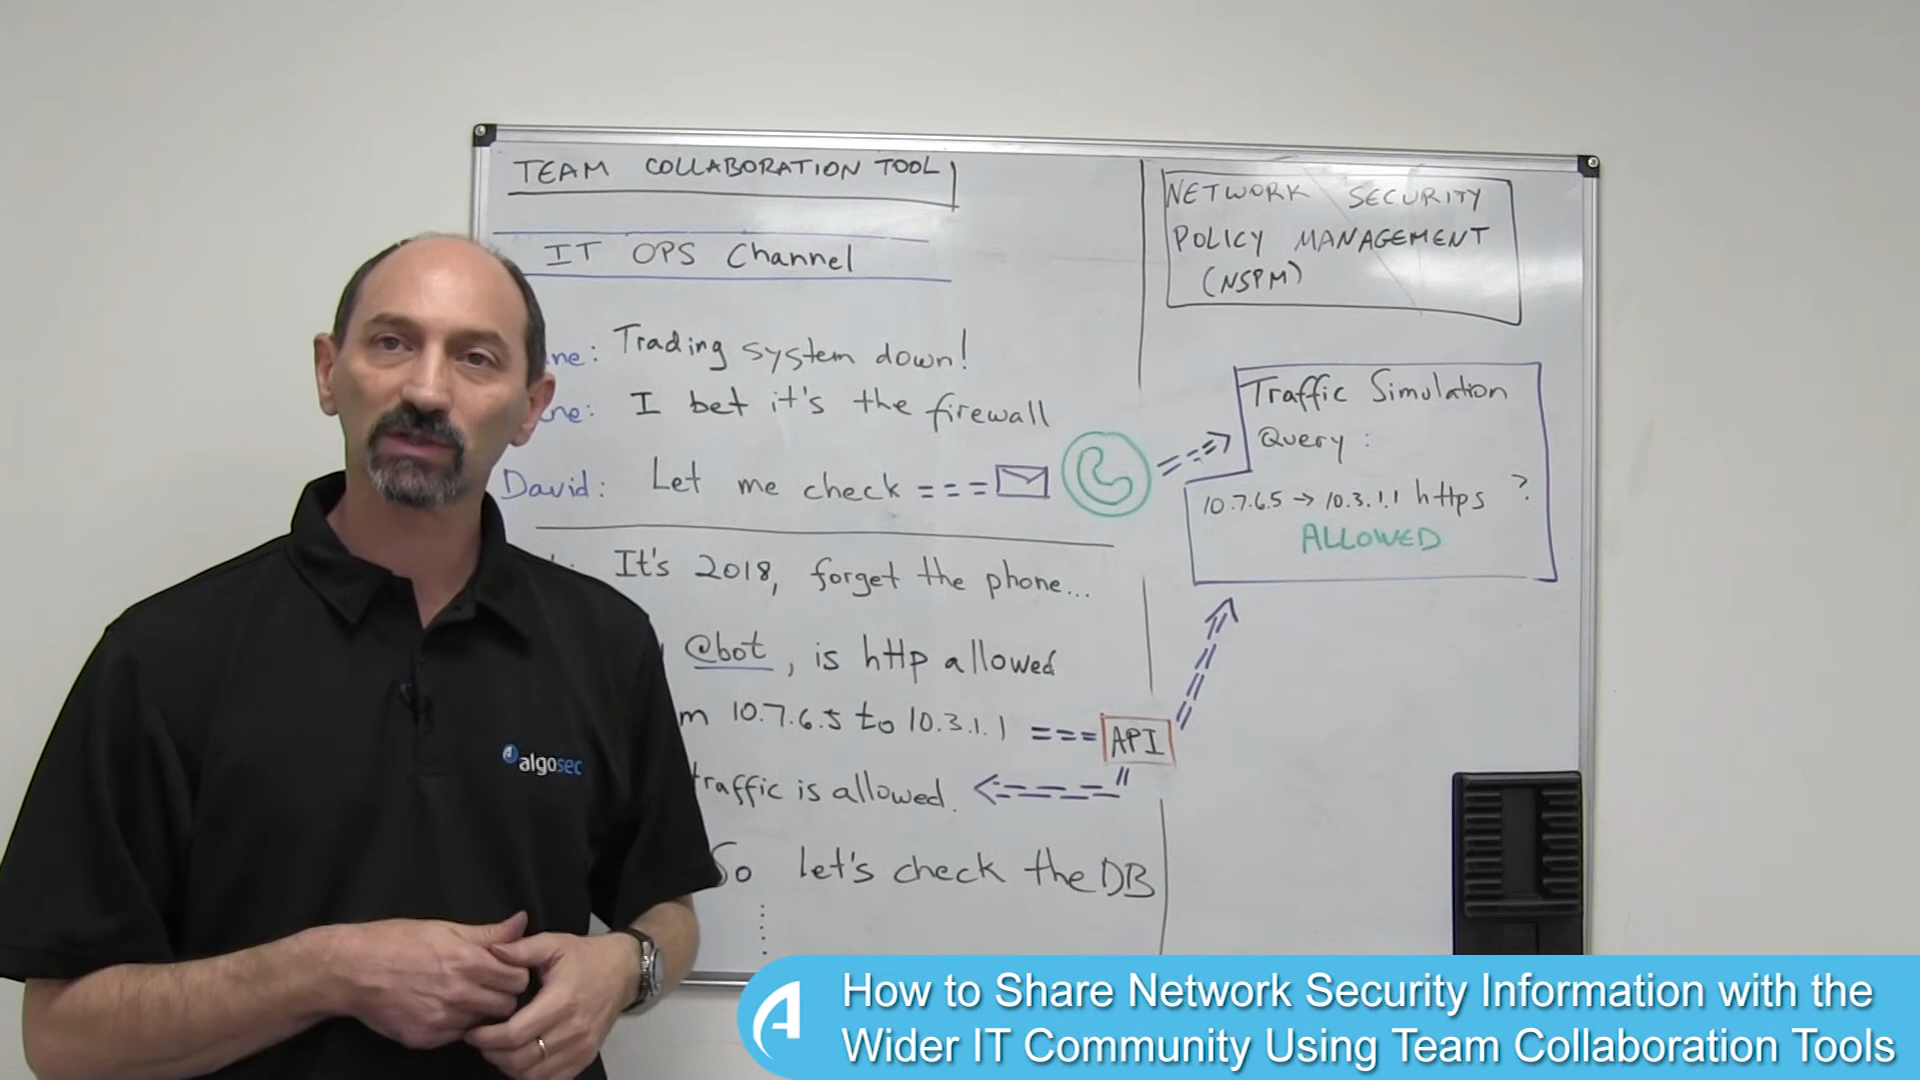 TEAM COLLABORATION TOOL
IT OPS Channel
ne: Trading system down!
ne: I bet it's the firewall
David: Let me check
It's 2018, forget the phone...
@bot, is http allowed
m 10.7.6.5 to 10.3.1.1
traffic is allowed.
So let's check the DB
API
NETWORK SECURITY
POLICY MANAGEMENT
(NSPM)
Traffic Simulation
Query:
10.7.6.5 → 10.3.1.1 https ?
ALLOWED
algosec
How to Share Network Security Information with the
Wider IT Community Using Team Collaboration Tools